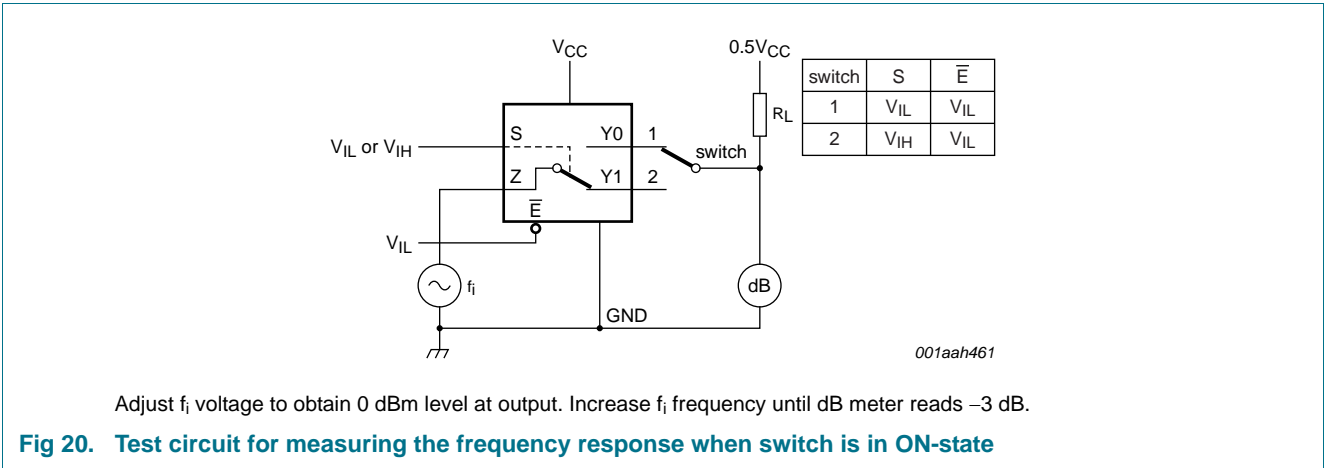 VCC
0.5VCC
switch S E̅
1 VIL VIL
2 VIH VIL
RL
VIL or VIH
S Y0 1
switch
Z Y1 2
E̅
VIL
fi
dB
GND
001aah461
Adjust fi voltage to obtain 0 dBm level at output. Increase fi frequency until dB meter reads −3 dB.
Fig 20. Test circuit for measuring the frequency response when switch is in ON-state